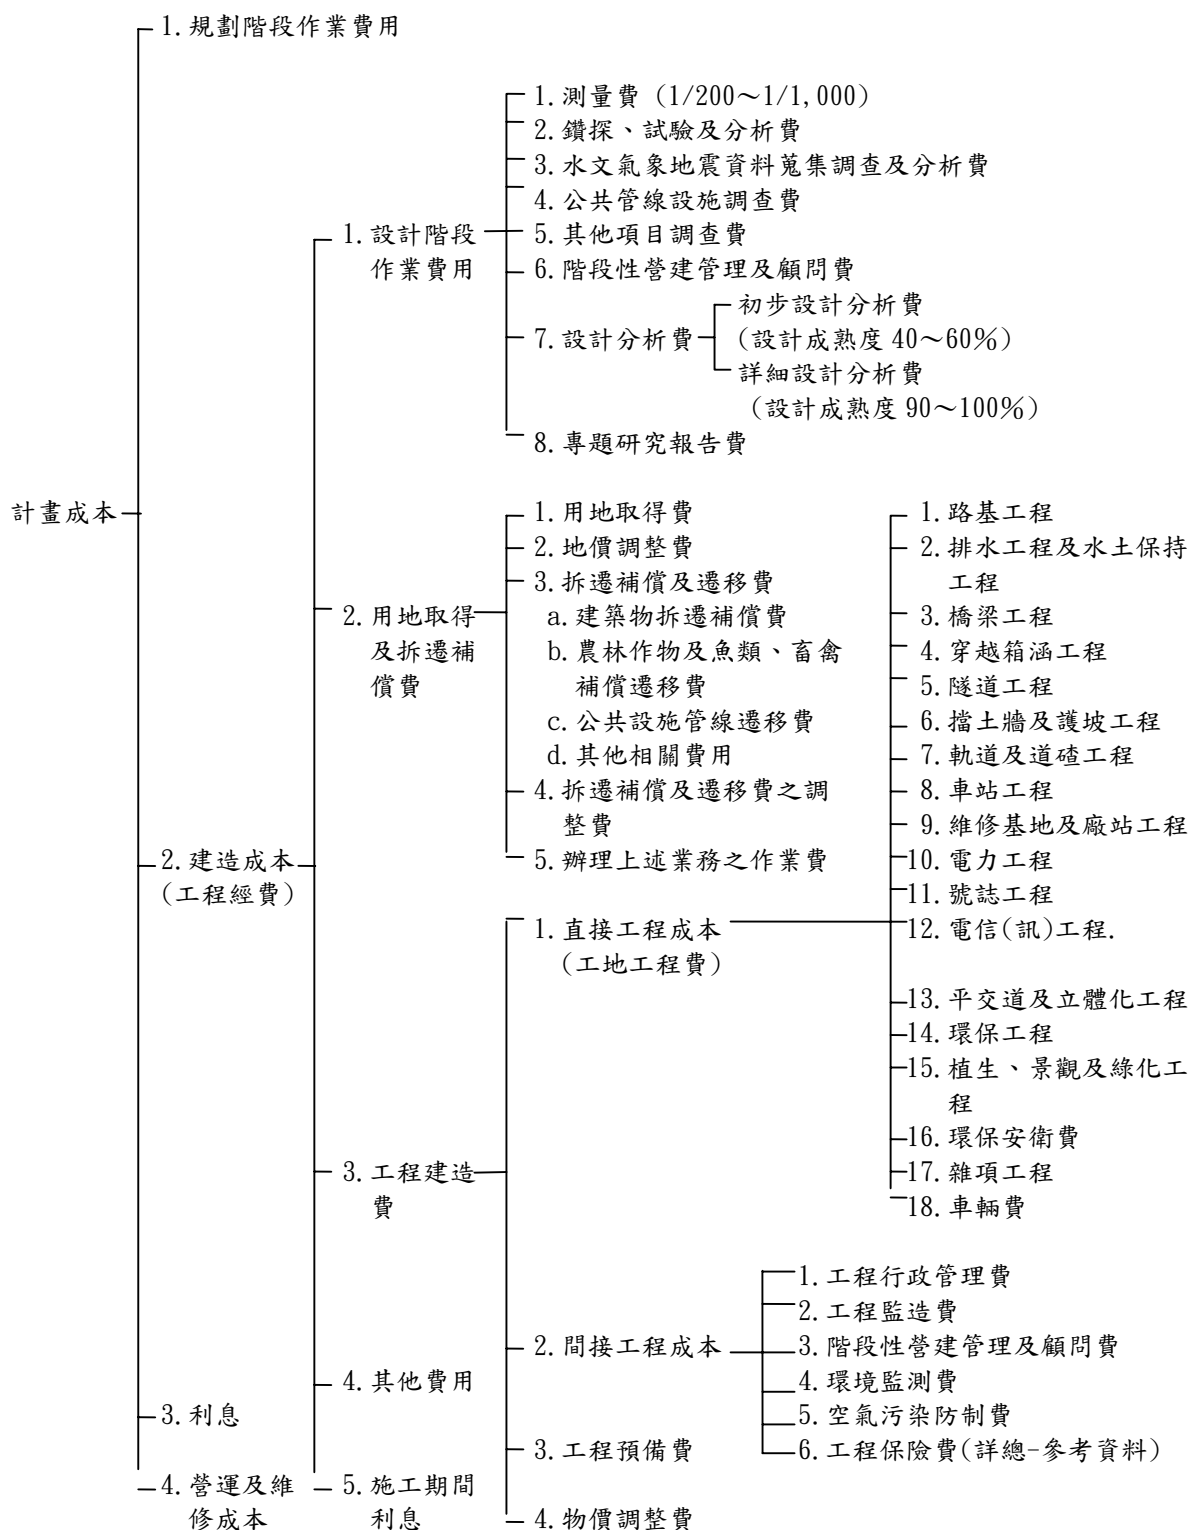 計畫成本
1.規劃階段作業費用
2.建造成本
(工程經費)
3.利息
4.營運及維
修成本
1.設計階段
作業費用
2.用地取得
及拆遷補
償費
3.工程建造
費
4.其他費用
5.施工期間
利息
1.測量費 (1/200～1/1,000)
2.鑽探、試驗及分析費
3.水文氣象地震資料蒐集調查及分析費
4.公共管線設施調查費
5.其他項目調查費
6.階段性營建管理及顧問費
7.設計分析費
初步設計分析費
(設計成熟度 40～60%)
詳細設計分析費
(設計成熟度 90～100%)
8.專題研究報告費
1.用地取得費
2.地價調整費
3.拆遷補償及遷移費
a.建築物拆遷補償費
b.農林作物及魚類、畜禽
補償遷移費
c.公共設施管線遷移費
d.其他相關費用
4.拆遷補償及遷移費之調
整費
5.辦理上述業務之作業費
1.直接工程成本
(工地工程費)
2.間接工程成本
3.工程預備費
4.物價調整費
1.路基工程
2.排水工程及水土保持
工程
3.橋梁工程
4.穿越箱涵工程
5.隧道工程
6.擋土牆及護坡工程
7.軌道及道碴工程
8.車站工程
9.維修基地及廠站工程
10.電力工程
11.號誌工程
12.電信(訊)工程.
13.平交道及立體化工程
14.環保工程
15.植生、景觀及綠化工
程
16.環保安衛費
17.雜項工程
18.車輛費
1.工程行政管理費
2.工程監造費
3.階段性營建管理及顧問費
4.環境監測費
5.空氣污染防制費
6.工程保險費(詳總-參考資料)